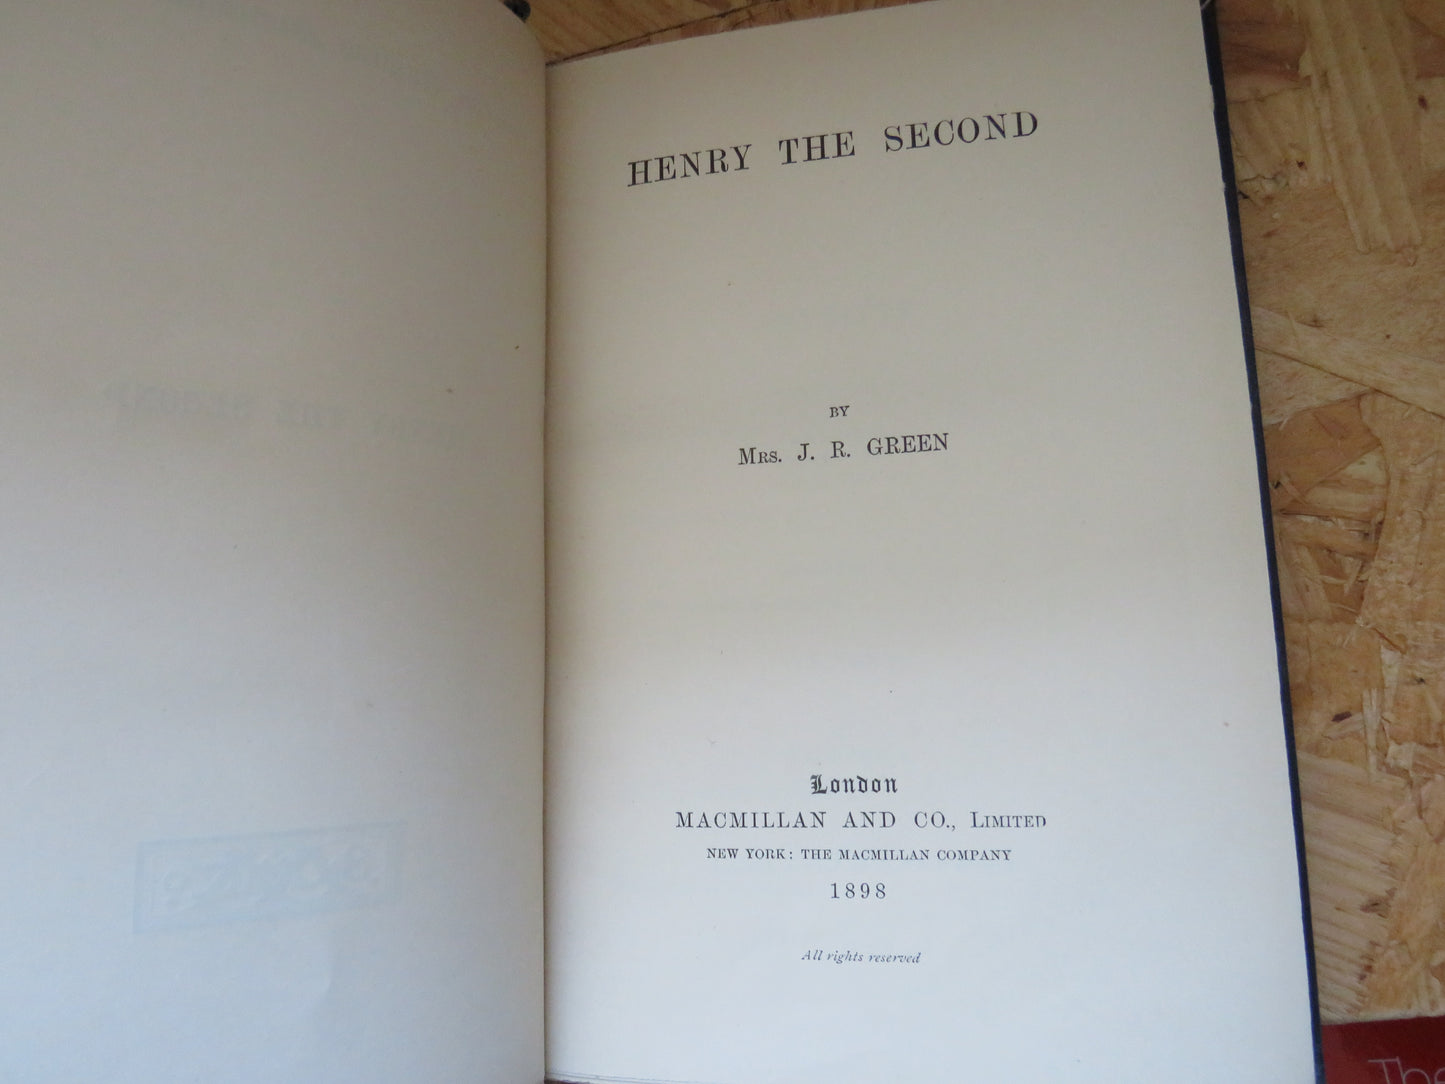 HENRY THE SECOND
BY
MRS. J. R. GREEN
London
MACMILLAN AND CO., LIMITED
NEW YORK: THE MACMILLAN COMPANY
1898
All rights reserved